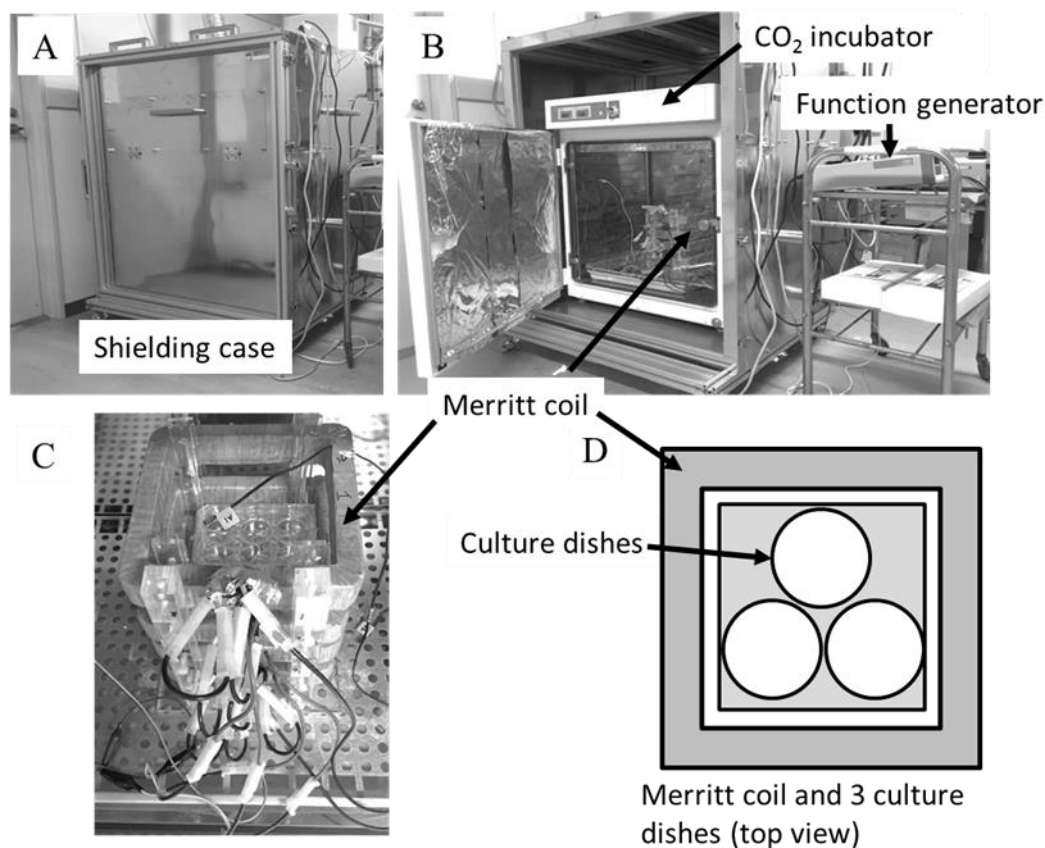 A
B
CO₂ incubator
Function generator
Shielding case
Merritt coil
C
D
Culture dishes
Merritt coil and 3 culture
dishes (top view)